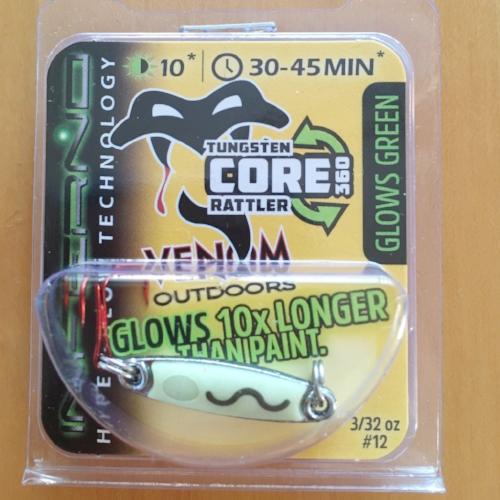 10*
30-45 MIN*
TUNGSTEN
CORE
360
RATTLER
VENOM
OUTDOORS
GLOWS 10x LONGER
THAN PAINT.
GLOWS GREEN
3/32 oz
#12
TECHNOLOGY